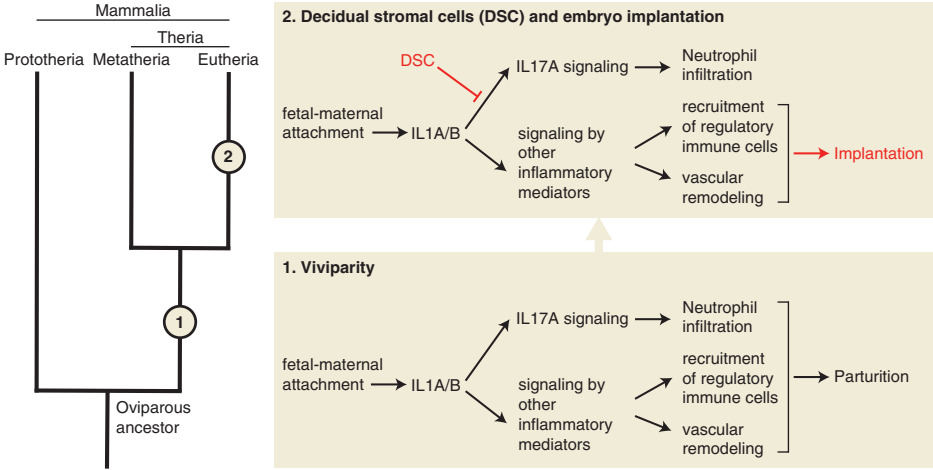 Mammalia
Theria
Prototheria Metatheria Eutheria
2
1
Oviparous
ancestor
2. Decidual stromal cells (DSC) and embryo implantation
DSC
fetal-maternal
attachment
IL1A/B
IL17A signaling
Neutrophil
infiltration
signaling by
other
inflammatory
mediators
recruitment
of regulatory
immune cells
vascular
remodeling
Implantation
1. Viviparity
fetal-maternal
attachment
IL1A/B
IL17A signaling
Neutrophil
infiltration
signaling by
other
inflammatory
mediators
recruitment
of regulatory
immune cells
vascular
remodeling
Parturition